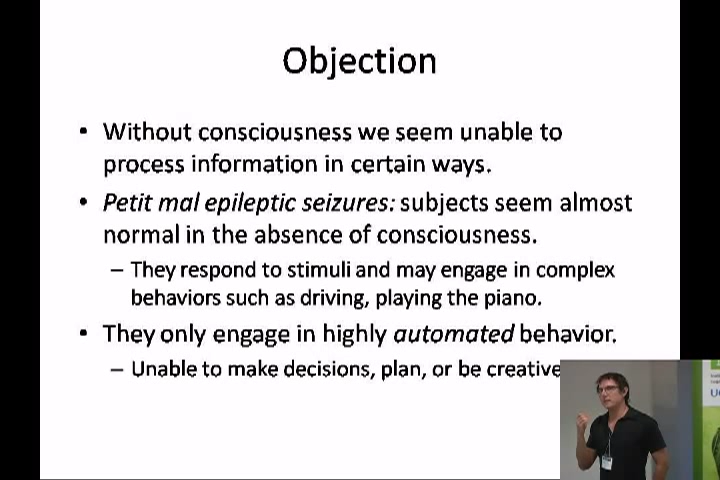 Objection
• Without consciousness we seem unable to
process information in certain ways.
• Petit mal epileptic seizures: subjects seem almost
normal in the absence of consciousness.
– They respond to stimuli and may engage in complex
behaviors such as driving, playing the piano.
• They only engage in highly automated behavior.
– Unable to make decisions, plan, or be creative